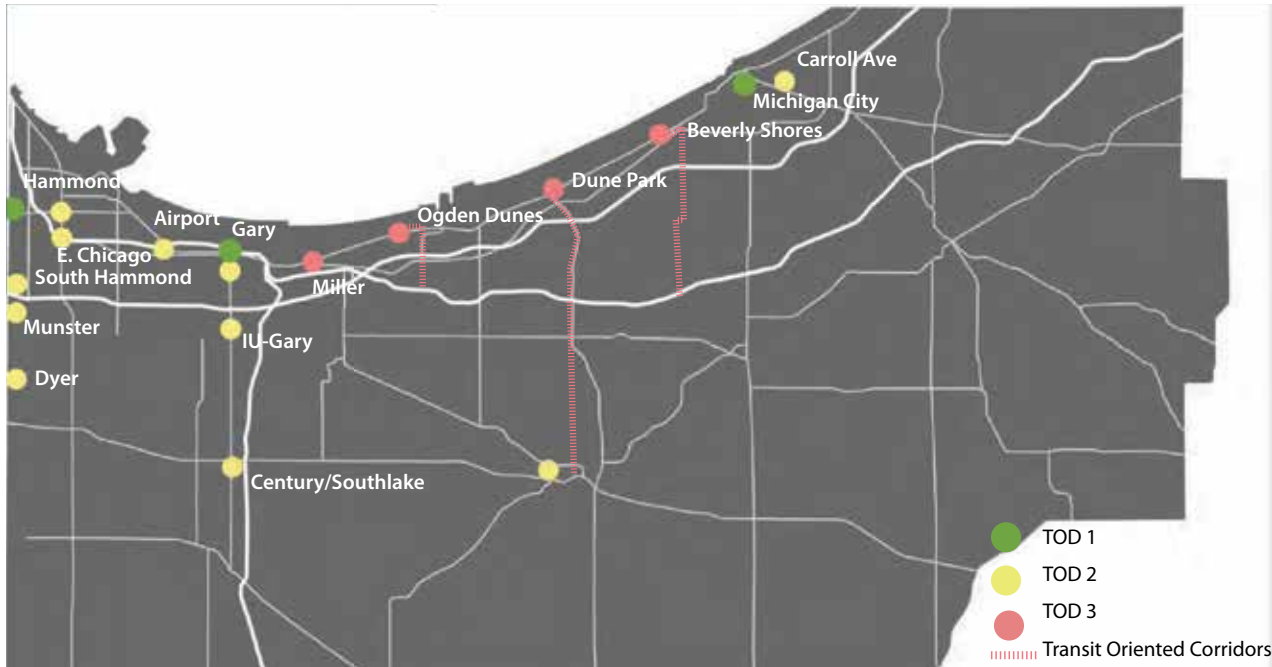 Carroll Ave
Michigan City
Beverly Shores
Dune Park
Hammond
Airport
Gary
Ogden Dunes
E. Chicago
South Hammond
Miller
Munster
IU-Gary
Dyer
Century/Southlake
TOD 1
TOD 2
TOD 3
Transit Oriented Corridors